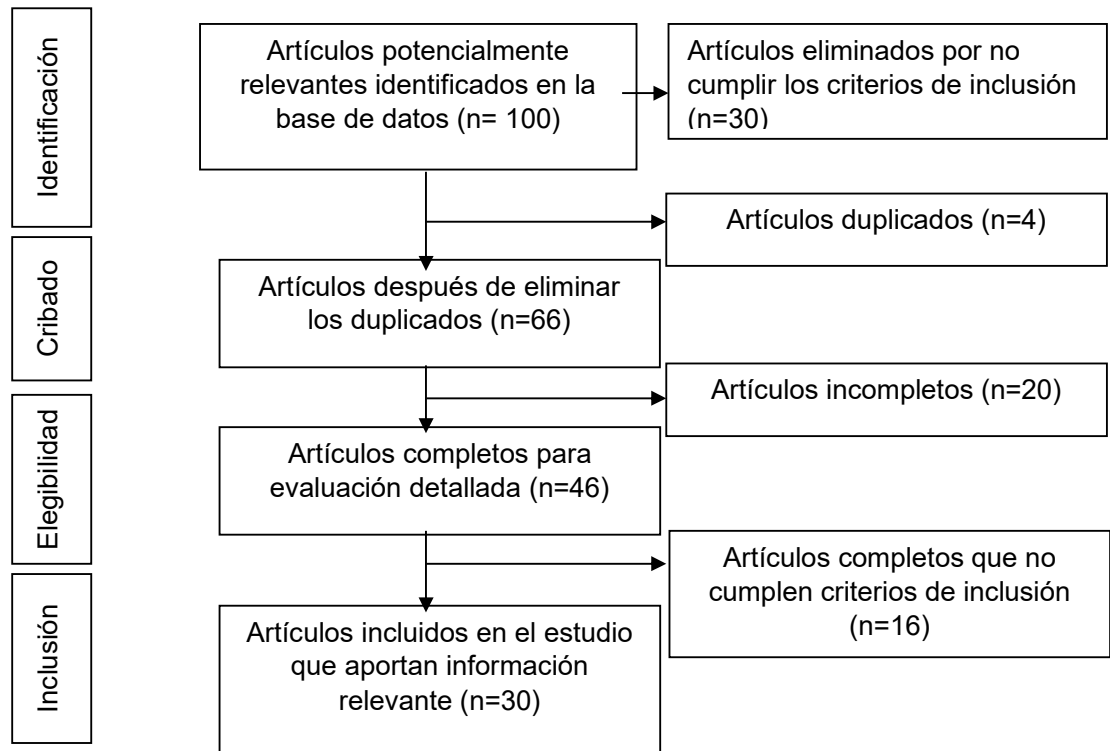 Identificación
Artículos potencialmente
relevantes identificados en la
base de datos (n= 100)
Artículos eliminados por no
cumplir los criterios de inclusión
(n=30)
Artículos duplicados (n=4)
Cribado
Artículos después de eliminar
los duplicados (n=66)
Artículos incompletos (n=20)
Elegibilidad
Artículos completos para
evaluación detallada (n=46)
Artículos completos que no
cumplen criterios de inclusión
(n=16)
Inclusión
Artículos incluidos en el estudio
que aportan información
relevante (n=30)